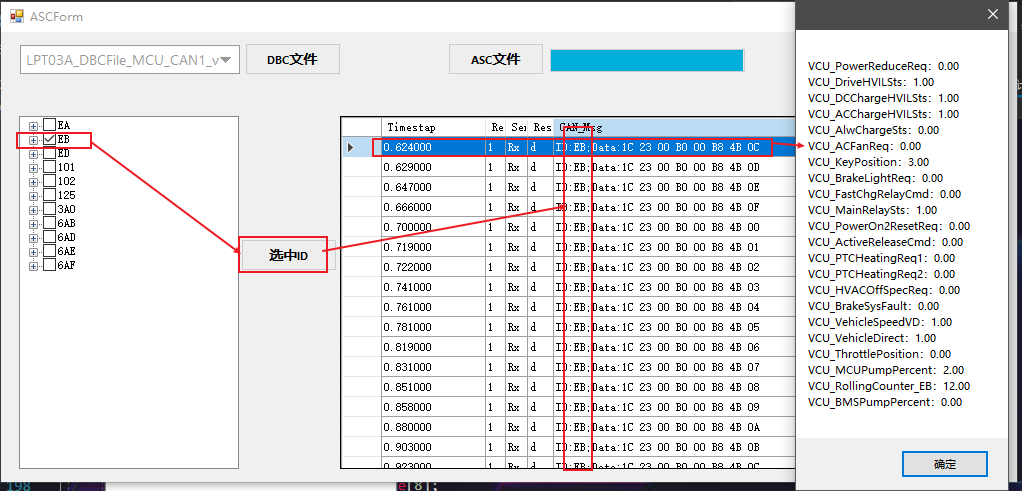 ASCForm
LPT03A_DBCFile_MCU_CAN1_v
DBC文件
ASC文件
EA
EB
ED
101
102
125
3A0
6AB
6AD
6AE
6AF
选中ID
Timestap Re Ser Res CAN_Msg
0.624000 1 Rx d ID:EB;Data:1C 23 00 B0 00 B8 4B 0C
0.629000 1 Rx d ID:EB;Data:1C 23 00 B0 00 B8 4B 0D
0.647000 1 Rx d ID:EB;Data:1C 23 00 B0 00 B8 4B 0E
0.666000 1 Rx d ID:EB;Data:1C 23 00 B0 00 B8 4B 0F
0.700000 1 Rx d ID:EB;Data:1C 23 00 B0 00 B8 4B 00
0.719000 1 Rx d ID:EB;Data:1C 23 00 B0 00 B8 4B 01
0.722000 1 Rx d ID:EB;Data:1C 23 00 B0 00 B8 4B 02
0.741000 1 Rx d ID:EB;Data:1C 23 00 B0 00 B8 4B 03
0.761000 1 Rx d ID:EB;Data:1C 23 00 B0 00 B8 4B 04
0.781000 1 Rx d ID:EB;Data:1C 23 00 B0 00 B8 4B 05
0.819000 1 Rx d ID:EB;Data:1C 23 00 B0 00 B8 4B 06
0.831000 1 Rx d ID:EB;Data:1C 23 00 B0 00 B8 4B 07
0.851000 1 Rx d ID:EB;Data:1C 23 00 B0 00 B8 4B 08
0.858000 1 Rx d ID:EB;Data:1C 23 00 B0 00 B8 4B 09
0.880000 1 Rx d ID:EB;Data:1C 23 00 B0 00 B8 4B 0A
0.903000 1 Rx d ID:EB;Data:1C 23 00 B0 00 B8 4B 0B
0.923000 1 Rx d ID:EB;Data:1C 23 00 B0 00 B8 4B 0C
VCU_PowerReduceReq: 0.00
VCU_DriveHVILSts: 1.00
VCU_DCChargeHVILSts: 1.00
VCU_ACChargeHVILSts: 1.00
VCU_AlwChargeSts: 0.00
VCU_ACFanReq: 0.00
VCU_KeyPosition: 3.00
VCU_BrakeLightReq: 0.00
VCU_FastChgRelayCmd: 0.00
VCU_MainRelaySts: 1.00
VCU_PowerOn2ResetReq: 0.00
VCU_ActiveReleaseCmd: 0.00
VCU_PTCHeatingReq1: 0.00
VCU_PTCHeatingReq2: 0.00
VCU_HVACOffSpecReq: 0.00
VCU_BrakeSysFault: 0.00
VCU_VehicleSpeedVD: 1.00
VCU_VehicleDirect: 1.00
VCU_ThrottlePosition: 0.00
VCU_MCUPumpPercent: 2.00
VCU_RollingCounter_EB: 12.00
VCU_BMSPumpPercent: 0.00
确定
198
e[8];